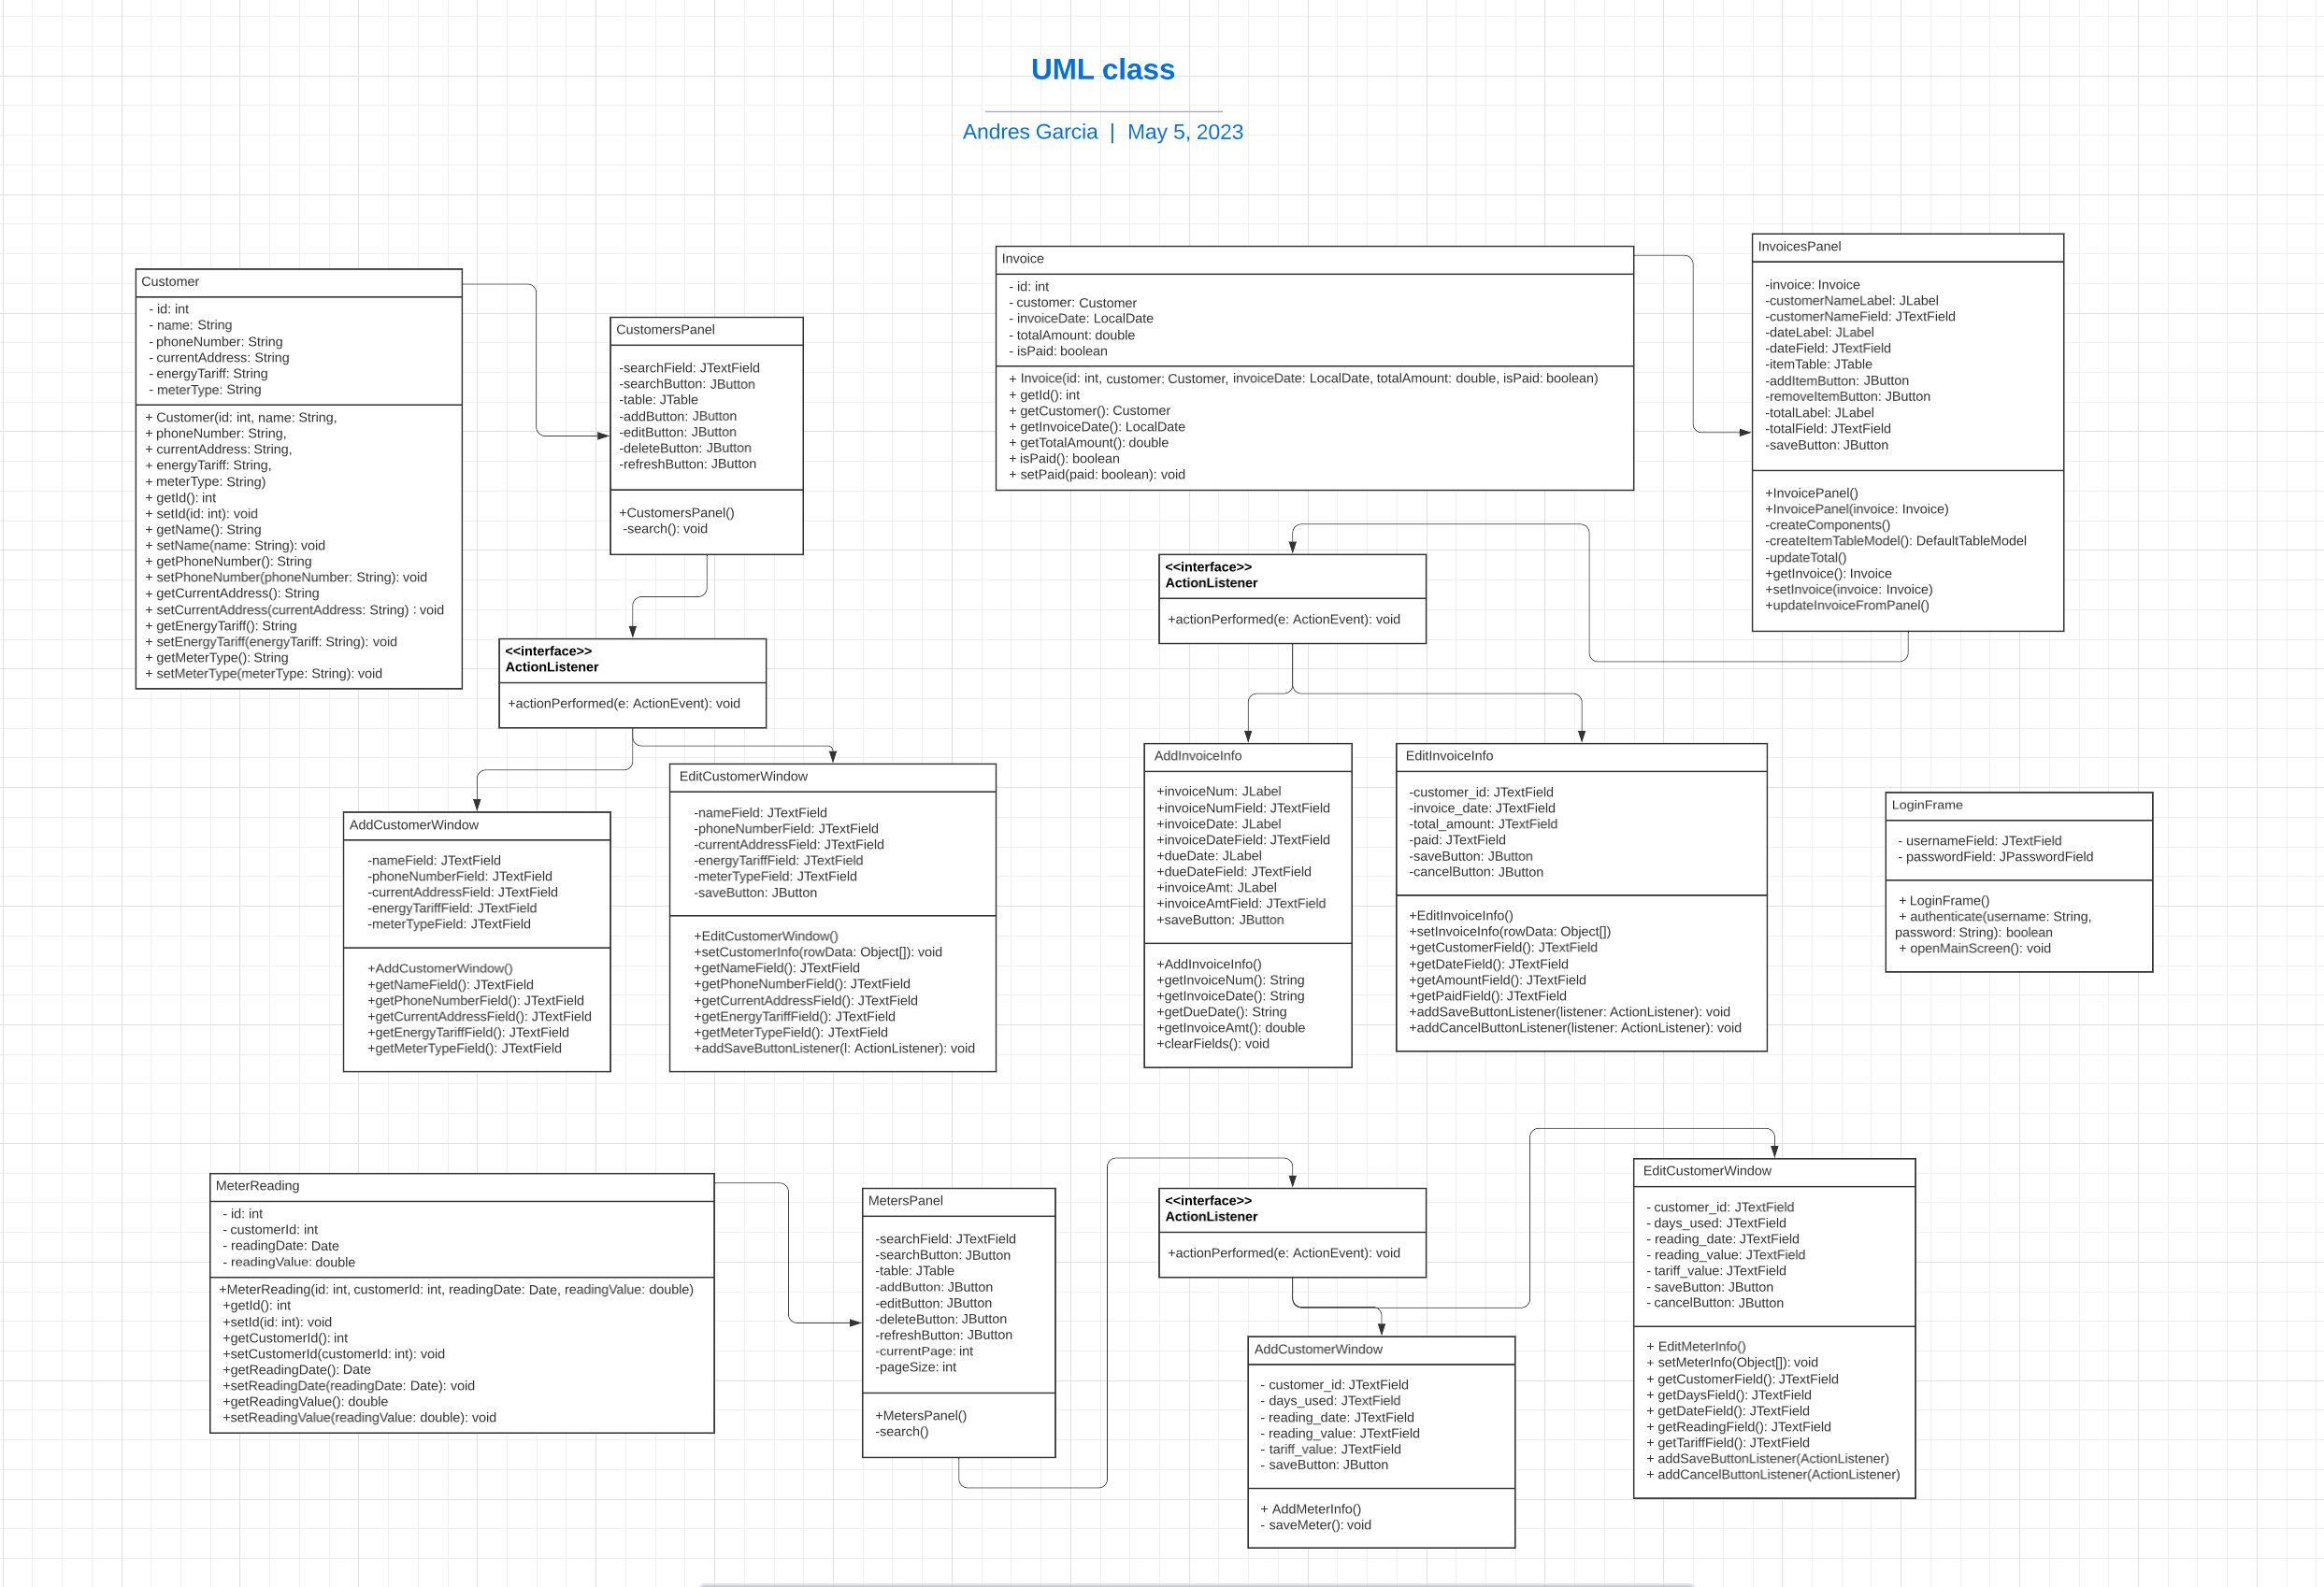 UML class
Andres Garcia | May 5, 2023
Customer
- id: int
- name: String
- phoneNumber: String
- currentAddress: String
- energyTariff: String
- meterType: String
+ Customer(id: int, name: String,
+ phoneNumber: String,
+ currentAddress: String,
+ energyTariff: String,
+ meterType: String)
+ getId(): int
+ setId(id: int): void
+ getName(): String
+ setName(name: String): void
+ getPhoneNumber(): String
+ setPhoneNumber(phoneNumber: String): void
+ getCurrentAddress(): String
+ setCurrentAddress(currentAddress: String) : void
+ getEnergyTariff(): String
+ setEnergyTariff(energyTariff: String): void
+ getMeterType(): String
+ setMeterType(meterType: String): void
CustomersPanel
-searchField: JTextField
-searchButton: JButton
-table: JTable
-addButton: JButton
-editButton: JButton
-deleteButton: JButton
-refreshButton: JButton
+CustomersPanel()
-search(): void
<<interface>>
ActionListener
+actionPerformed(e: ActionEvent): void
AddCustomerWindow
-nameField: JTextField
-phoneNumberField: JTextField
-currentAddressField: JTextField
-energyTariffField: JTextField
-meterTypeField: JTextField
+AddCustomerWindow()
+getNameField(): JTextField
+getPhoneNumberField(): JTextField
+getCurrentAddressField(): JTextField
+getEnergyTariffField(): JTextField
+getMeterTypeField(): JTextField
EditCustomerWindow
-nameField: JTextField
-phoneNumberField: JTextField
-currentAddressField: JTextField
-energyTariffField: JTextField
-meterTypeField: JTextField
-saveButton: JButton
+EditCustomerWindow()
+setCustomerInfo(rowData: Object[]): void
+getNameField(): JTextField
+getPhoneNumberField(): JTextField
+getCurrentAddressField(): JTextField
+getEnergyTariffField(): JTextField
+getMeterTypeField(): JTextField
+addSaveButtonListener(l: ActionListener): void
Invoice
- id: int
- customer: Customer
- invoiceDate: LocalDate
- totalAmount: double
- isPaid: boolean
+ Invoice(id: int, customer: Customer, invoiceDate: LocalDate, totalAmount: double, isPaid: boolean)
+ getId(): int
+ getCustomer(): Customer
+ getInvoiceDate(): LocalDate
+ getTotalAmount(): double
+ isPaid(): boolean
+ setPaid(paid: boolean): void
InvoicesPanel
-invoice: Invoice
-customerNameLabel: JLabel
-customerNameField: JTextField
-dateLabel: JLabel
-dateField: JTextField
-itemTable: JTable
-addItemButton: JButton
-removeItemButton: JButton
-totalLabel: JLabel
-totalField: JTextField
-saveButton: JButton
+InvoicePanel()
+InvoicePanel(invoice: Invoice)
-createComponents()
-createItemTableModel(): DefaultTableModel
-updateTotal()
+getInvoice(): Invoice
+setInvoice(invoice: Invoice)
+updateInvoiceFromPanel()
<<interface>>
ActionListener
+actionPerformed(e: ActionEvent): void
AddInvoiceInfo
+invoiceNum: JLabel
+invoiceNumField: JTextField
+invoiceDate: JLabel
+invoiceDateField: JTextField
+dueDate: JLabel
+dueDateField: JTextField
+invoiceAmt: JLabel
+invoiceAmtField: JTextField
+saveButton: JButton
+AddInvoiceInfo()
+getInvoiceNum(): String
+getInvoiceDate(): String
+getDueDate(): String
+getInvoiceAmt(): double
+clearFields(): void
EditInvoiceInfo
-customer_id: JTextField
-invoice_date: JTextField
-total_amount: JTextField
-paid: JTextField
-saveButton: JButton
-cancelButton: JButton
+EditInvoiceInfo()
+setInvoiceInfo(rowData: Object[])
+getCustomerField(): JTextField
+getDateField(): JTextField
+getAmountField(): JTextField
+getPaidField(): JTextField
+addSaveButtonListener(listener: ActionListener): void
+addCancelButtonListener(listener: ActionListener): void
LoginFrame
- usernameField: JTextField
- passwordField: JPasswordField
+ LoginFrame()
+ authenticate(username: String,
password: String): boolean
+ openMainScreen(): void
MeterReading
- id: int
- customerId: int
- readingDate: Date
- readingValue: double
+MeterReading(id: int, customerId: int, readingDate: Date, readingValue: double)
+getId(): int
+setId(id: int): void
+getCustomerId(): int
+setCustomerId(customerId: int): void
+getReadingDate(): Date
+setReadingDate(readingDate: Date): void
+getReadingValue(): double
+setReadingValue(readingValue: double): void
MetersPanel
-searchField: JTextField
-searchButton: JButton
-table: JTable
-addButton: JButton
-editButton: JButton
-deleteButton: JButton
-refreshButton: JButton
-currentPage: int
-pageSize: int
+MetersPanel()
-search()
<<interface>>
ActionListener
+actionPerformed(e: ActionEvent): void
AddCustomerWindow
- customer_id: JTextField
- days_used: JTextField
- reading_date: JTextField
- reading_value: JTextField
- tariff_value: JTextField
- saveButton: JButton
+ AddMeterInfo()
- saveMeter(): void
EditCustomerWindow
- customer_id: JTextField
- days_used: JTextField
- reading_date: JTextField
- reading_value: JTextField
- tariff_value: JTextField
- saveButton: JButton
- cancelButton: JButton
+ EditMeterInfo()
+ setMeterInfo(Object[]): void
+ getCustomerField(): JTextField
+ getDaysField(): JTextField
+ getDateField(): JTextField
+ getReadingField(): JTextField
+ getTariffField(): JTextField
+ addSaveButtonListener(ActionListener)
+ addCancelButtonListener(ActionListener)